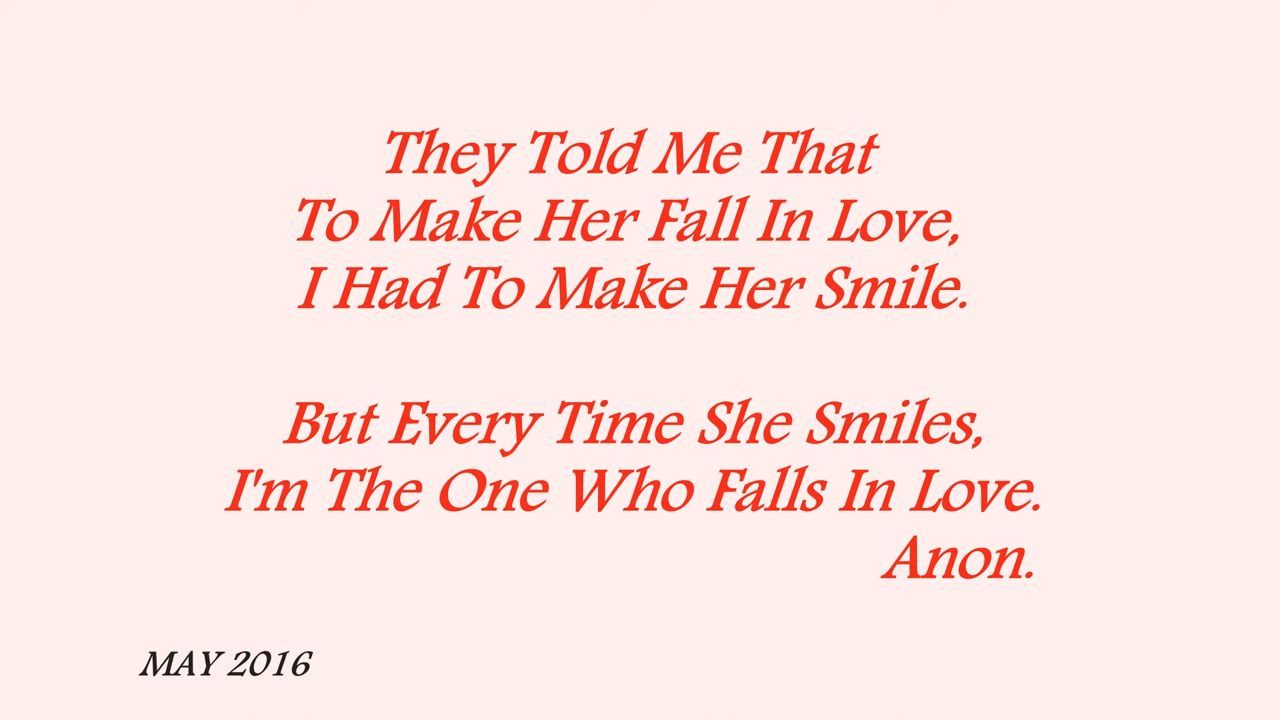 They Told Me That
To Make Her Fall In Love,
I Had To Make Her Smile.
But Every Time She Smiles,
I'm The One Who Falls In Love.
Anon.
MAY 2016